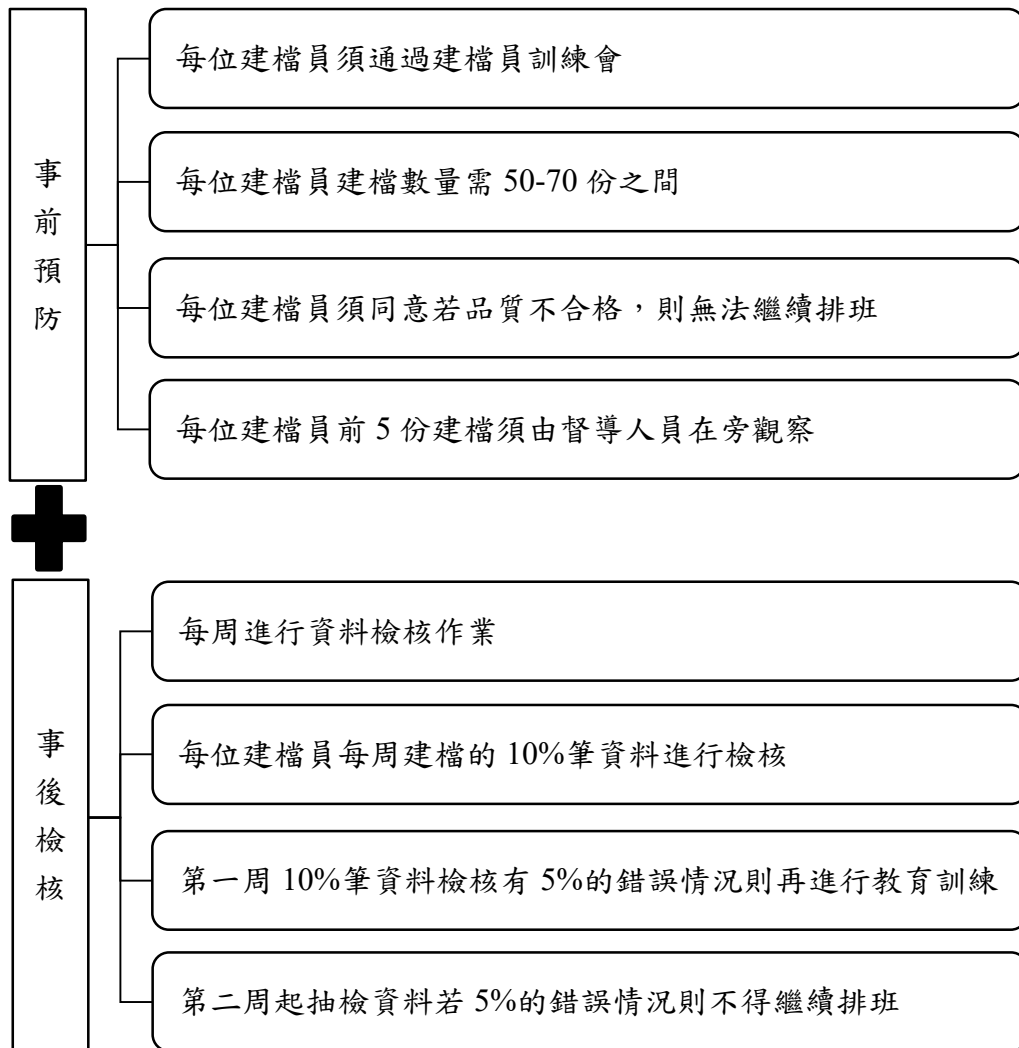 事前預防
每位建檔員須通過建檔員訓練會
每位建檔員建檔數量需 50-70 份之間
每位建檔員須同意若品質不合格，則無法繼續排班
每位建檔員前 5 份建檔須由督導人員在旁觀察
事後檢核
每周進行資料檢核作業
每位建檔員每周建檔的 10%筆資料進行檢核
第一周 10%筆資料檢核有 5%的錯誤情況則再進行教育訓練
第二周起抽檢資料若 5%的錯誤情況則不得繼續排班